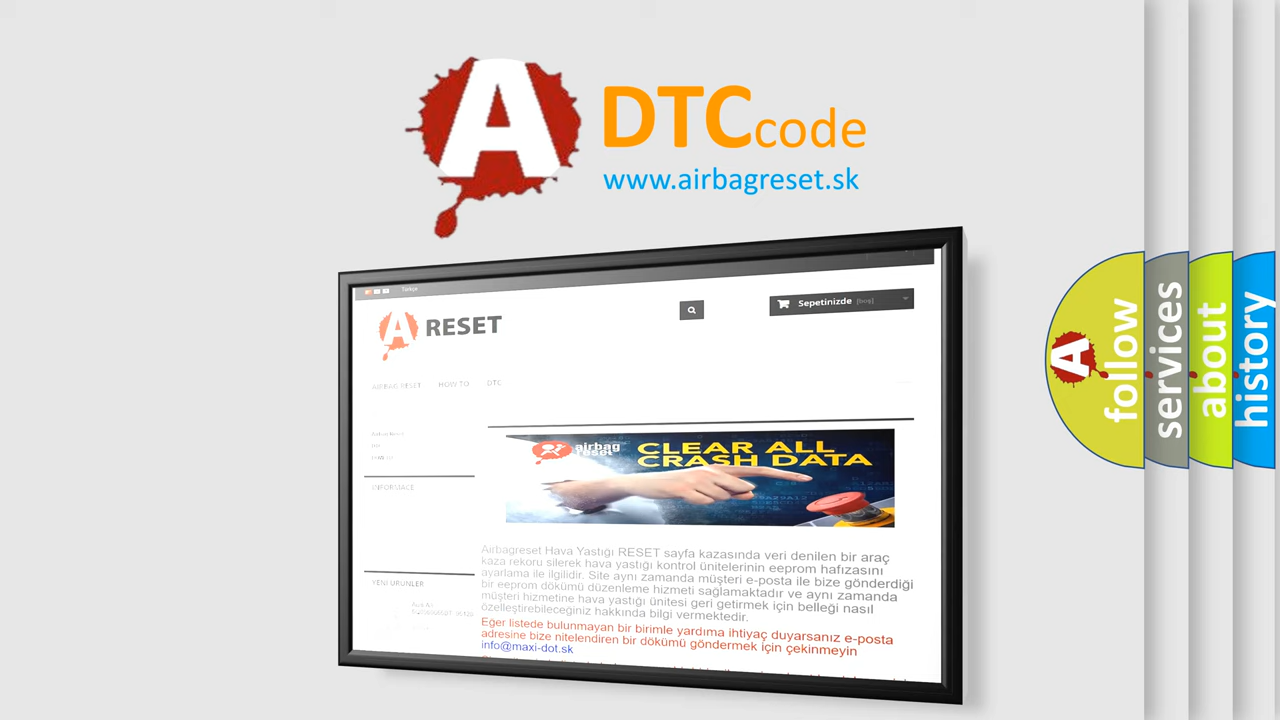 A DTCcode
www.airbagreset.sk
Türkçe
A RESET
Sepetinizde [boş]
AIRBAG RESET HOW TO DTC
INFORMACE
airbag
reset
CLEAR ALL
CRASH DATA
Airbagreset Hava Yastığı RESET sayfa kazasında veri denilen bir araç
kaza rekoru silerek hava yastığı kontrol ünitelerinin eeprom hafızasını
ayarlama ile ilgilidir. Site aynı zamanda müşteri e-posta ile bize gönderdiği
bir eeprom dökümü düzenleme hizmeti sağlamaktadır ve aynı zamanda
müşteri hizmetine hava yastığı ünitesi geri getirmek için belleği nasıl
özelleştirebileceğiniz hakkında bilgi vermektedir.
Eğer listede bulunmayan bir birimle yardıma ihtiyaç duyarsanız e-posta
adresine bize nitelendiren bir dökümü göndermek için çekinmeyin
info@maxi-dot.sk
YENI ÜRÜNLER
A follow
services
about
history